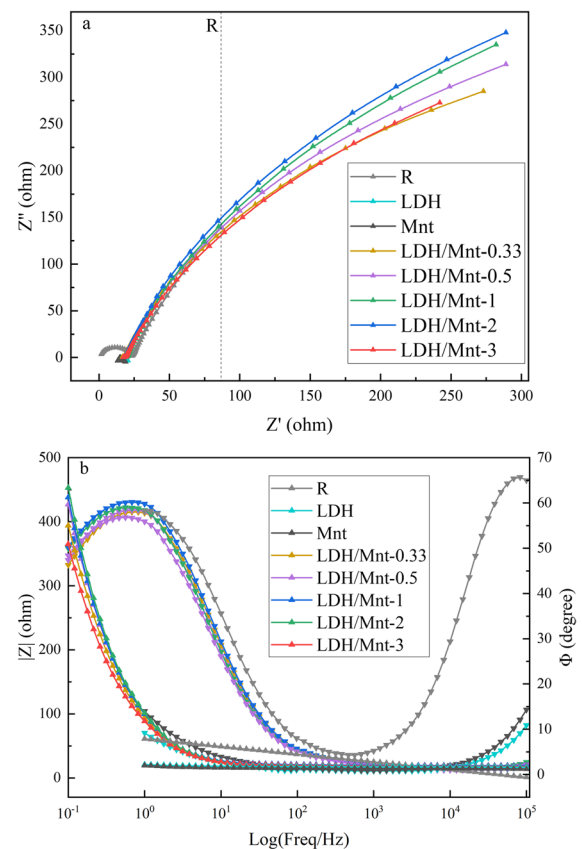 a
R
350
300
250
200
150
100
50
0
Z'' (ohm)
R
LDH
Mnt
LDH/Mnt-0.33
LDH/Mnt-0.5
LDH/Mnt-1
LDH/Mnt-2
LDH/Mnt-3
0 50 100 150 200 250 300
Z' (ohm)
b
500
400
300
200
100
0
|Z| (ohm)
R
LDH
Mnt
LDH/Mnt-0.33
LDH/Mnt-0.5
LDH/Mnt-1
LDH/Mnt-2
LDH/Mnt-3
70
60
50
40
30
20
10
0
Φ (degree)
10-1 100 101 102 103 104 105
Log(Freq/Hz)